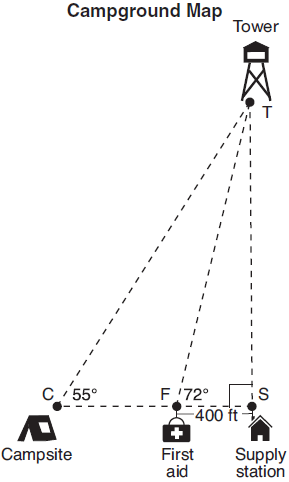 Campground Map
Tower
T
C 55° F 72° S
400 ft
Campsite First aid Supply station